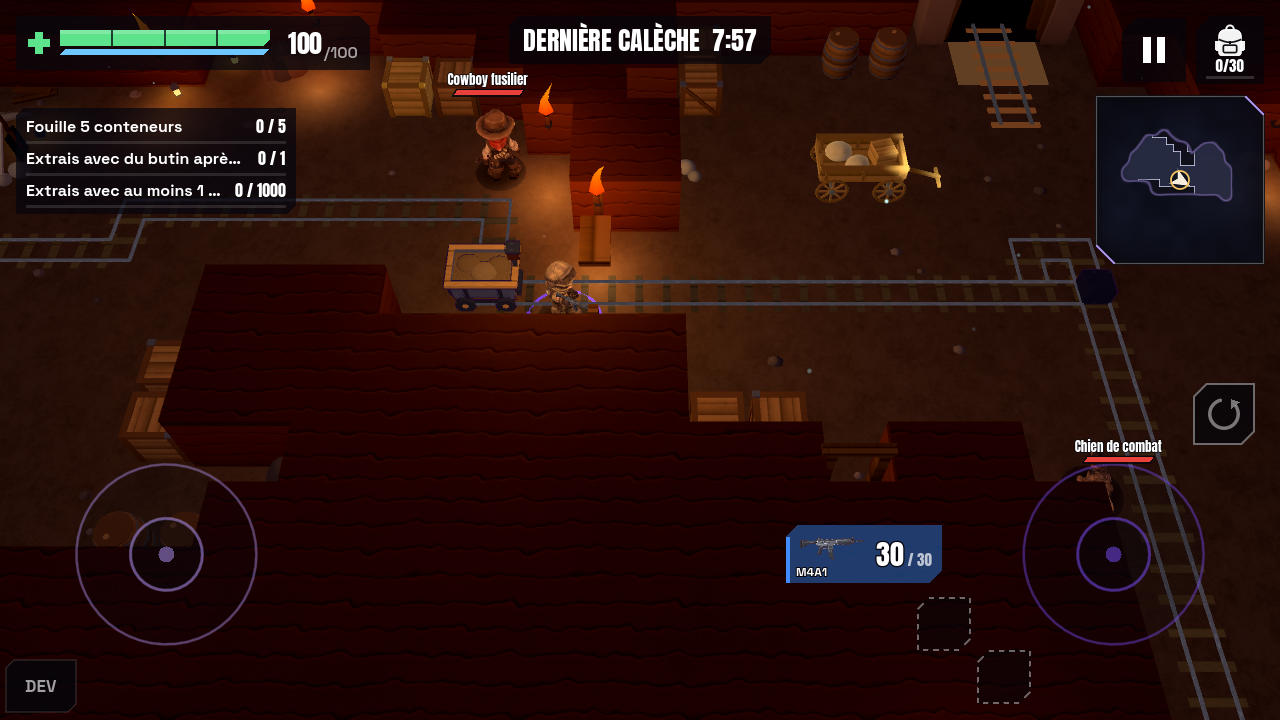 100 /100
DERNIÈRE CALÈCHE 7:57
0/30
Cowboy fusilier
Fouille 5 conteneurs 0 / 5
Extrais avec du butin aprè... 0 / 1
Extrais avec au moins 1 ... 0 / 1000
Chien de combat
30 / 30
M4A1
DEV